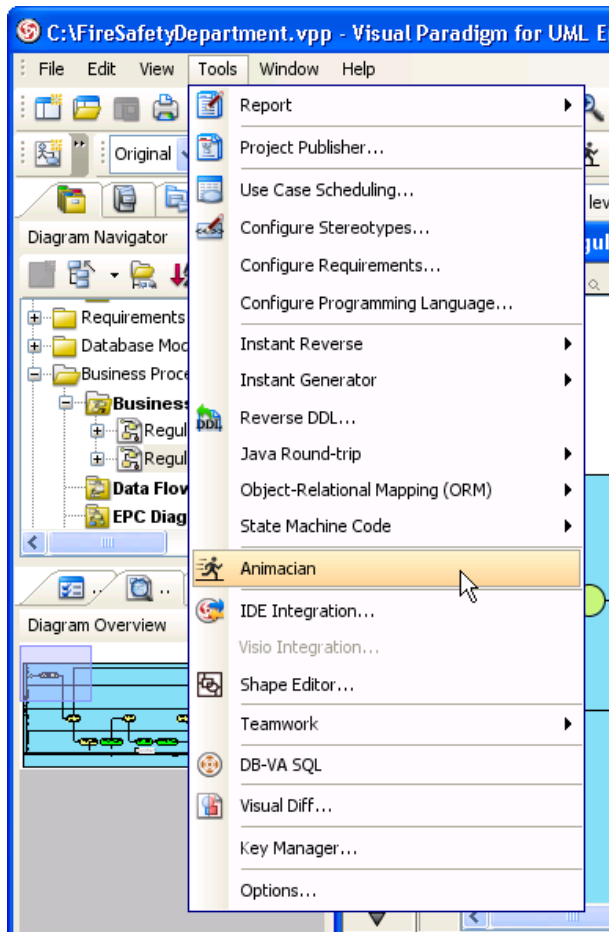 C:\FireSafetyDepartment.vpp - Visual Paradigm for UML E
File Edit View Tools Window Help
Original
Diagram Navigator
Requirements
Database Mod
Business Proce
Business
Regul
Regul
Data Flow
EPC Diag
Diagram Overview
Report
Project Publisher...
Use Case Scheduling...
Configure Stereotypes...
Configure Requirements...
Configure Programming Language...
Instant Reverse
Instant Generator
DDL
Reverse DDL...
Java Round-trip
Object-Relational Mapping (ORM)
State Machine Code
Animacian
IDE Integration...
Visio Integration...
Shape Editor...
Teamwork
DB-VA SQL
Visual Diff...
Key Manager...
Options...
lev
gul